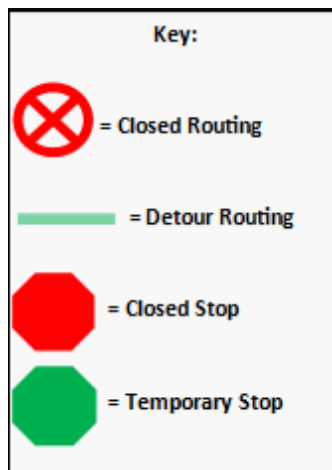 Key:
= Closed Routing
= Detour Routing
= Closed Stop
= Temporary Stop